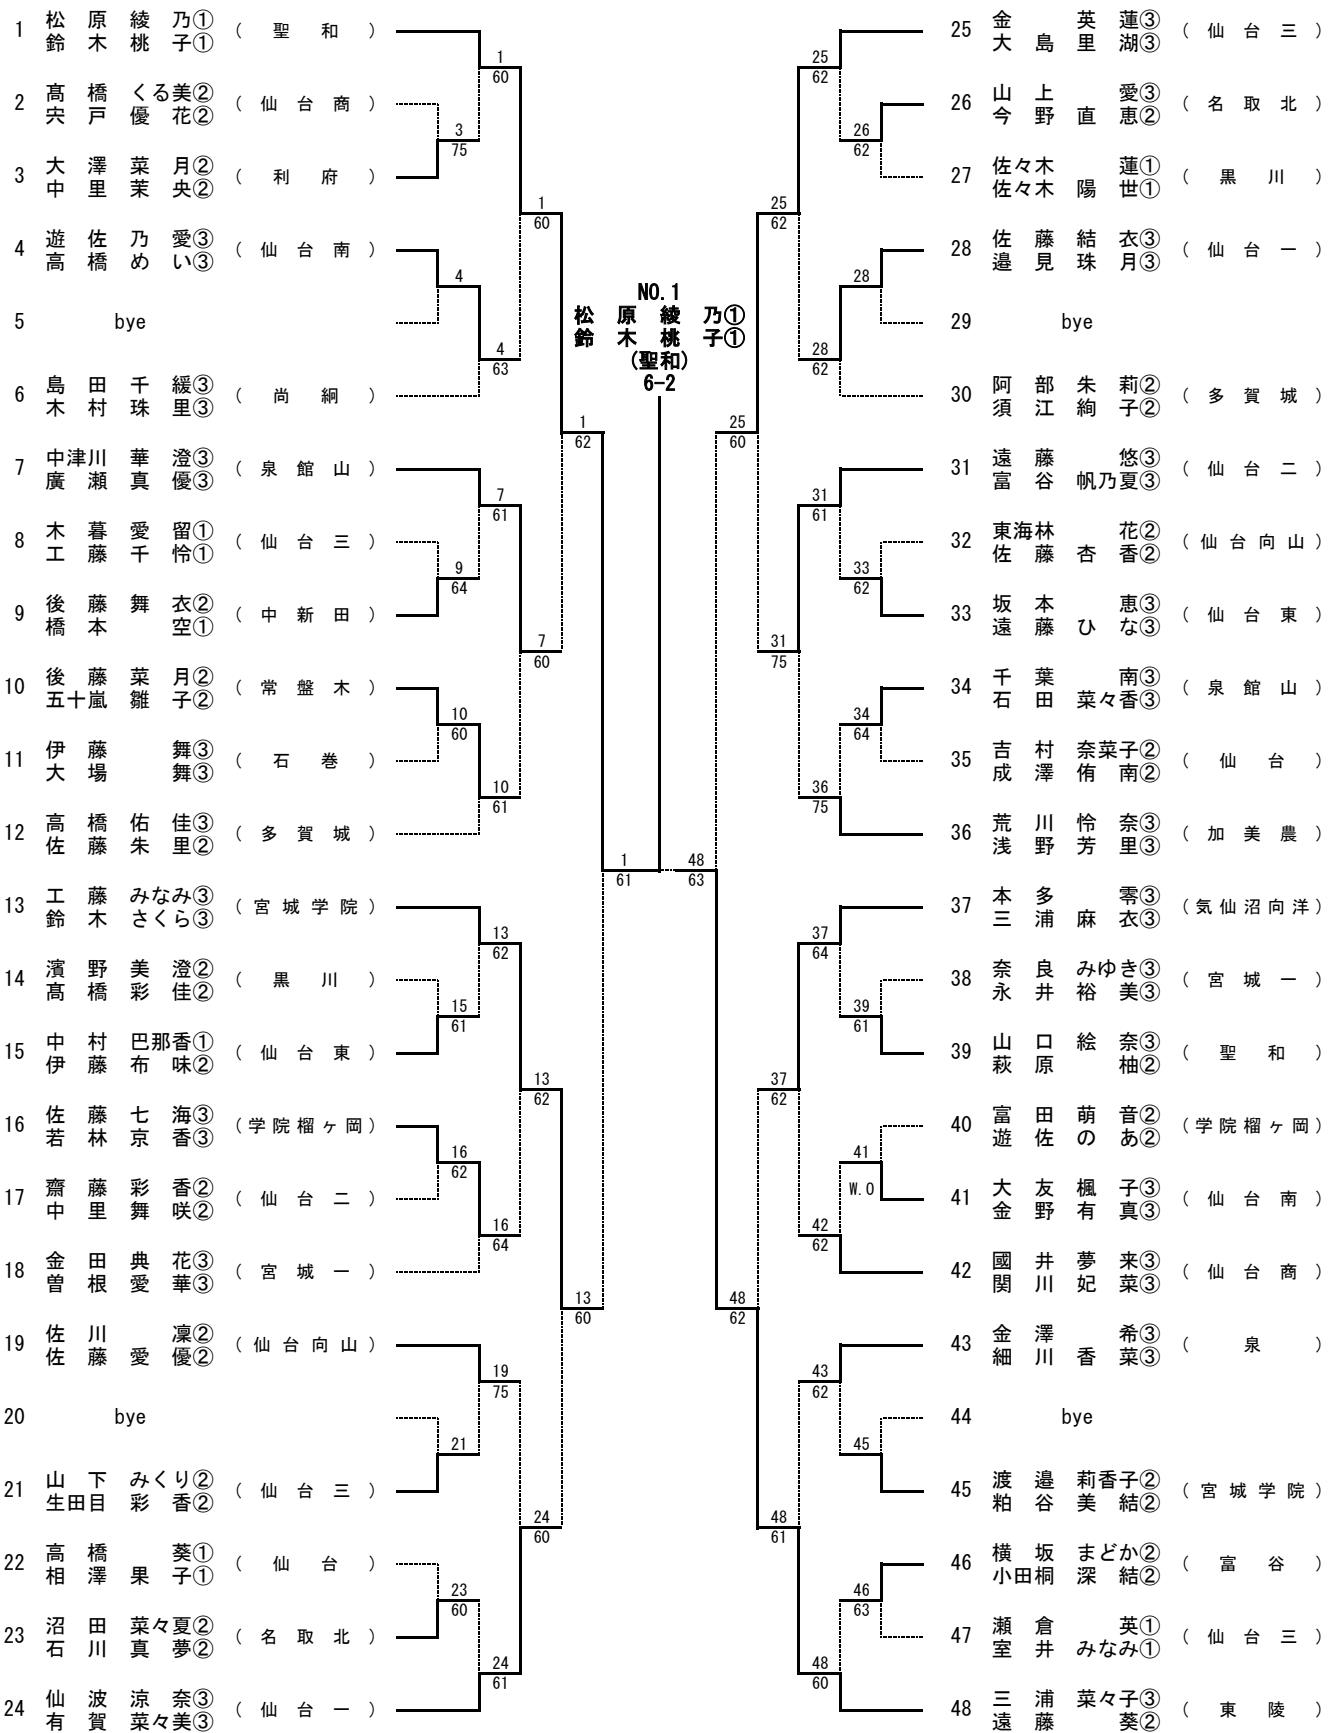 1 松原綾乃① 鈴木桃子① (聖和)
2 髙橋くる美② 宍戸優花② (仙台商)
3 大澤菜月② 中里茉央② (利府)
4 遊佐乃愛③ 高橋めい③ (仙台南)
5 bye
6 島田千緩③ 木村珠里③ (尚絅)
7 中津川華澄③ 廣瀬真優③ (泉館山)
8 木暮愛留① 工藤千怜① (仙台三)
9 後藤舞衣② 橋本空① (中新田)
10 後藤菜月② 五十嵐雛子② (常盤木)
11 伊藤舞③ 大場舞③ (石巻)
12 高橋佑佳③ 佐藤朱里② (多賀城)
13 工藤みなみ③ 鈴木さくら③ (宮城学院)
14 濱野美澄② 髙橋彩佳② (黒川)
15 中村巴那香① 伊藤布味② (仙台東)
16 佐藤七海③ 若林京香③ (学院榴ヶ岡)
17 齋藤彩香② 中里舞咲② (仙台二)
18 金田典花③ 曽根愛華③ (宮城一)
19 佐川凜② 佐藤愛優② (仙台向山)
20 bye
21 山下みくり② 生田目彩香② (仙台三)
22 高橋葵① 相澤果子① (仙台)
23 沼田菜々夏② 石川真夢② (名取北)
24 仙波涼奈③ 有賀菜々美③ (仙台一)
1 60
3 75
1 60
4
4 63
1 62
7 61
9 64
7 60
10 60
10 61
1 61
13 62
15 61
13 62
16 62
16 64
13 60
19 75
21
24 60
23 60
24 61
NO.1
松原綾乃①
鈴木桃子①
(聖和)
6-2
25 62
26 62
25 62
28
28 62
25 60
31 61
33 62
31 75
34 64
36 75
48 63
37 64
39 61
37 62
41 W.O
42 62
48 62
43 62
45
48 61
46 63
48 60
25 金英蓮③ 大島里湖③ (仙台三)
26 山上愛③ 今野直恵② (名取北)
27 佐々木蓮① 佐々木陽世① (黒川)
28 佐藤結衣③ 邉見珠月③ (仙台一)
29 bye
30 阿部朱莉② 須江絢子② (多賀城)
31 遠藤悠③ 富谷帆乃夏③ (仙台二)
32 東海林花② 佐藤杏香② (仙台向山)
33 坂本恵③ 遠藤ひな③ (仙台東)
34 千葉南③ 石田菜々香③ (泉館山)
35 吉村奈菜子② 成澤侑南② (仙台)
36 荒川怜奈③ 浅野芳里③ (加美農)
37 本多零③ 三浦麻衣③ (気仙沼向洋)
38 奈良みゆき③ 永井裕美③ (宮城一)
39 山口絵奈③ 萩原柚② (聖和)
40 富田萌音② 遊佐のあ② (学院榴ヶ岡)
41 大友楓子③ 金野有真③ (仙台南)
42 國井夢来③ 関川妃菜③ (仙台商)
43 金澤希③ 細川香菜③ (泉)
44 bye
45 渡邉莉香子② 粕谷美結② (宮城学院)
46 横坂まどか② 小田桐深結② (富谷)
47 瀬倉英① 室井みなみ① (仙台三)
48 三浦菜々子③ 遠藤葵② (東陵)